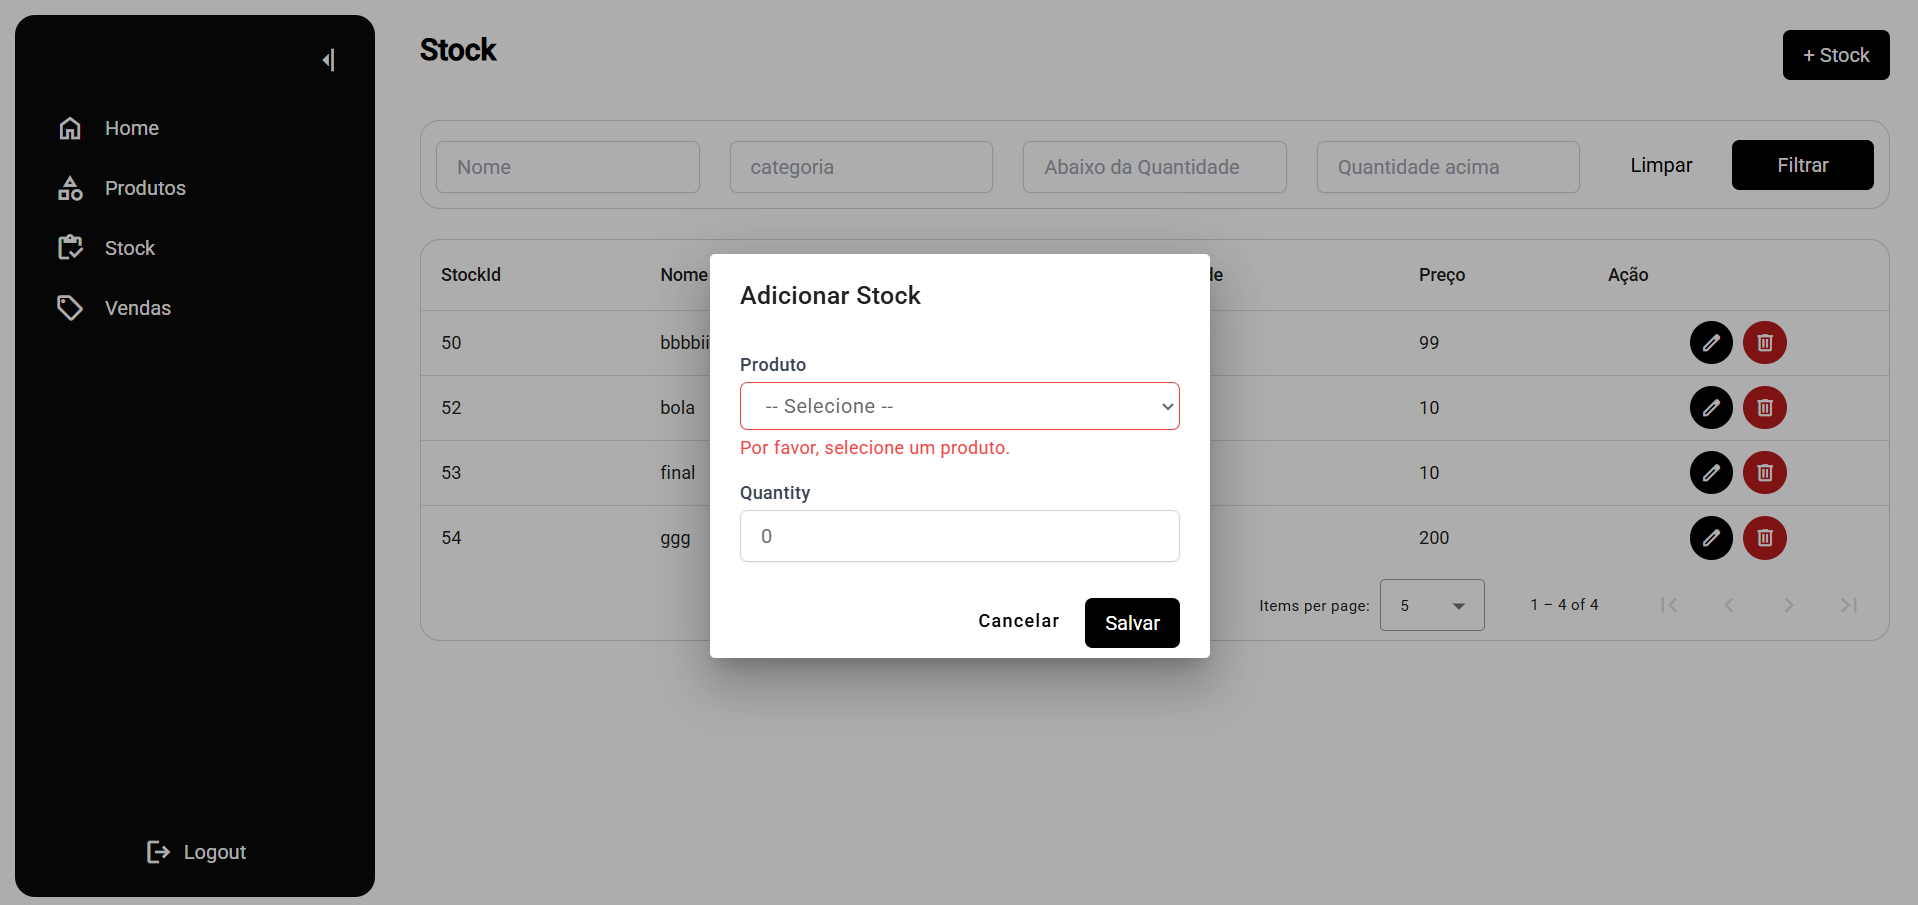 Home
Produtos
Stock
Vendas
Logout
Stock
+ Stock
Nome
categoria
Abaixo da Quantidade
Quantidade acima
Limpar
Filtrar
StockId Nome de Preço Ação
50 bbbbii 99
52 bola 10
53 final 10
54 ggg 200
Items per page: 5 1 – 4 of 4
Adicionar Stock
Produto
-- Selecione --
Por favor, selecione um produto.
Quantity
0
Cancelar
Salvar